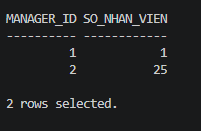 MANAGER_ID SO_NHAN_VIEN
---------- ------------
         1            1
         2           25
2 rows selected.